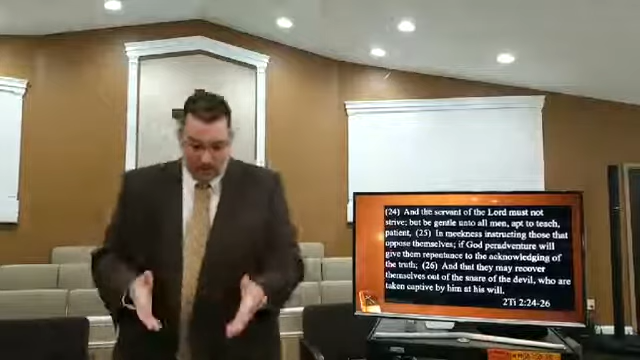 (24) And the servant of the Lord must not
strive; but be gentle unto all men, apt to teach,
patient, (25) In meekness instructing those that
oppose themselves; if God peradventure will
give them repentance to the acknowledging of
the truth; (26) And that they may recover
themselves out of the snare of the devil, who are
taken captive by him at his will.
2Ti 2:24-26